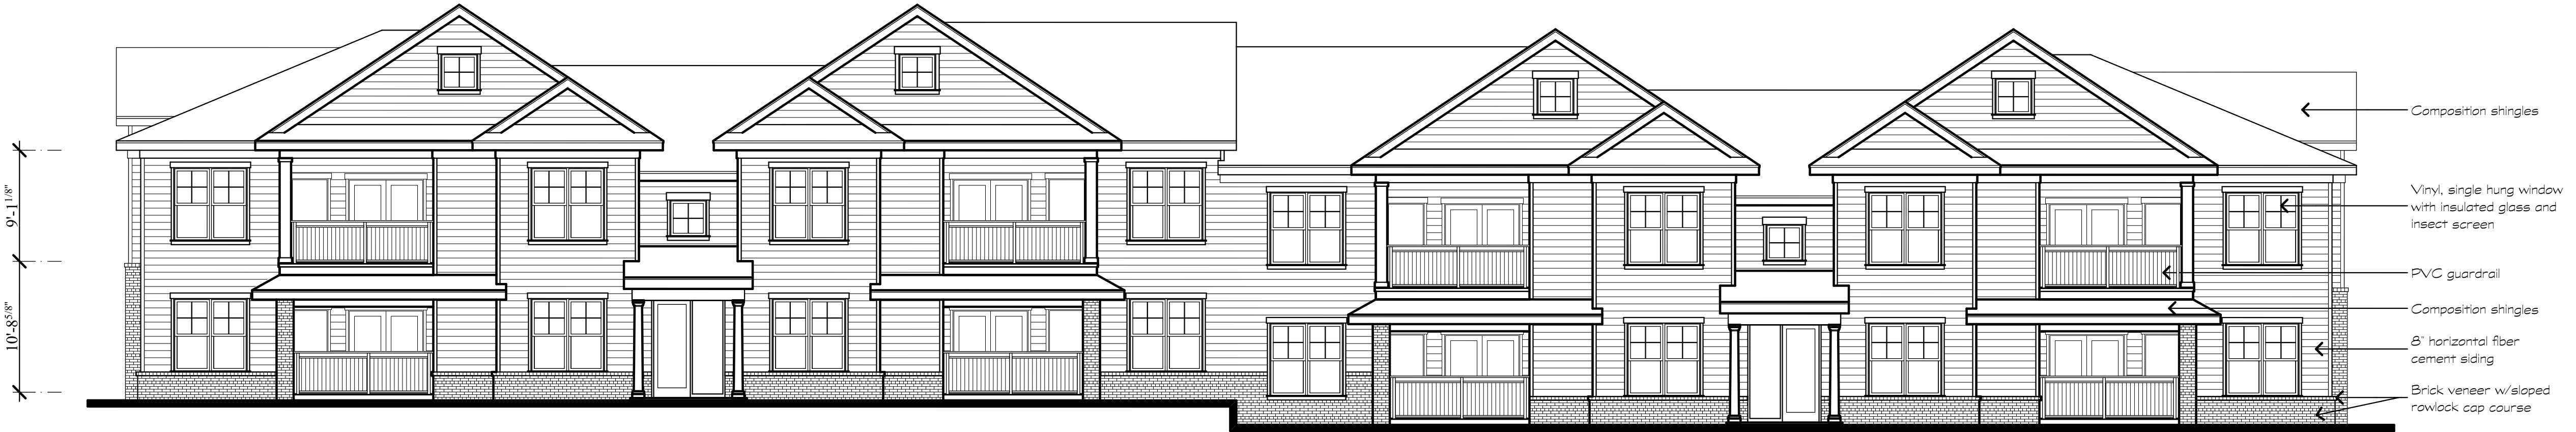 9'-1 1/8"
10'-8 5/8"
Composition shingles
Vinyl, single hung window
with insulated glass and
insect screen
PVC guardrail
Composition shingles
8" horizontal fiber
cement siding
Brick veneer w/sloped
rowlock cap course